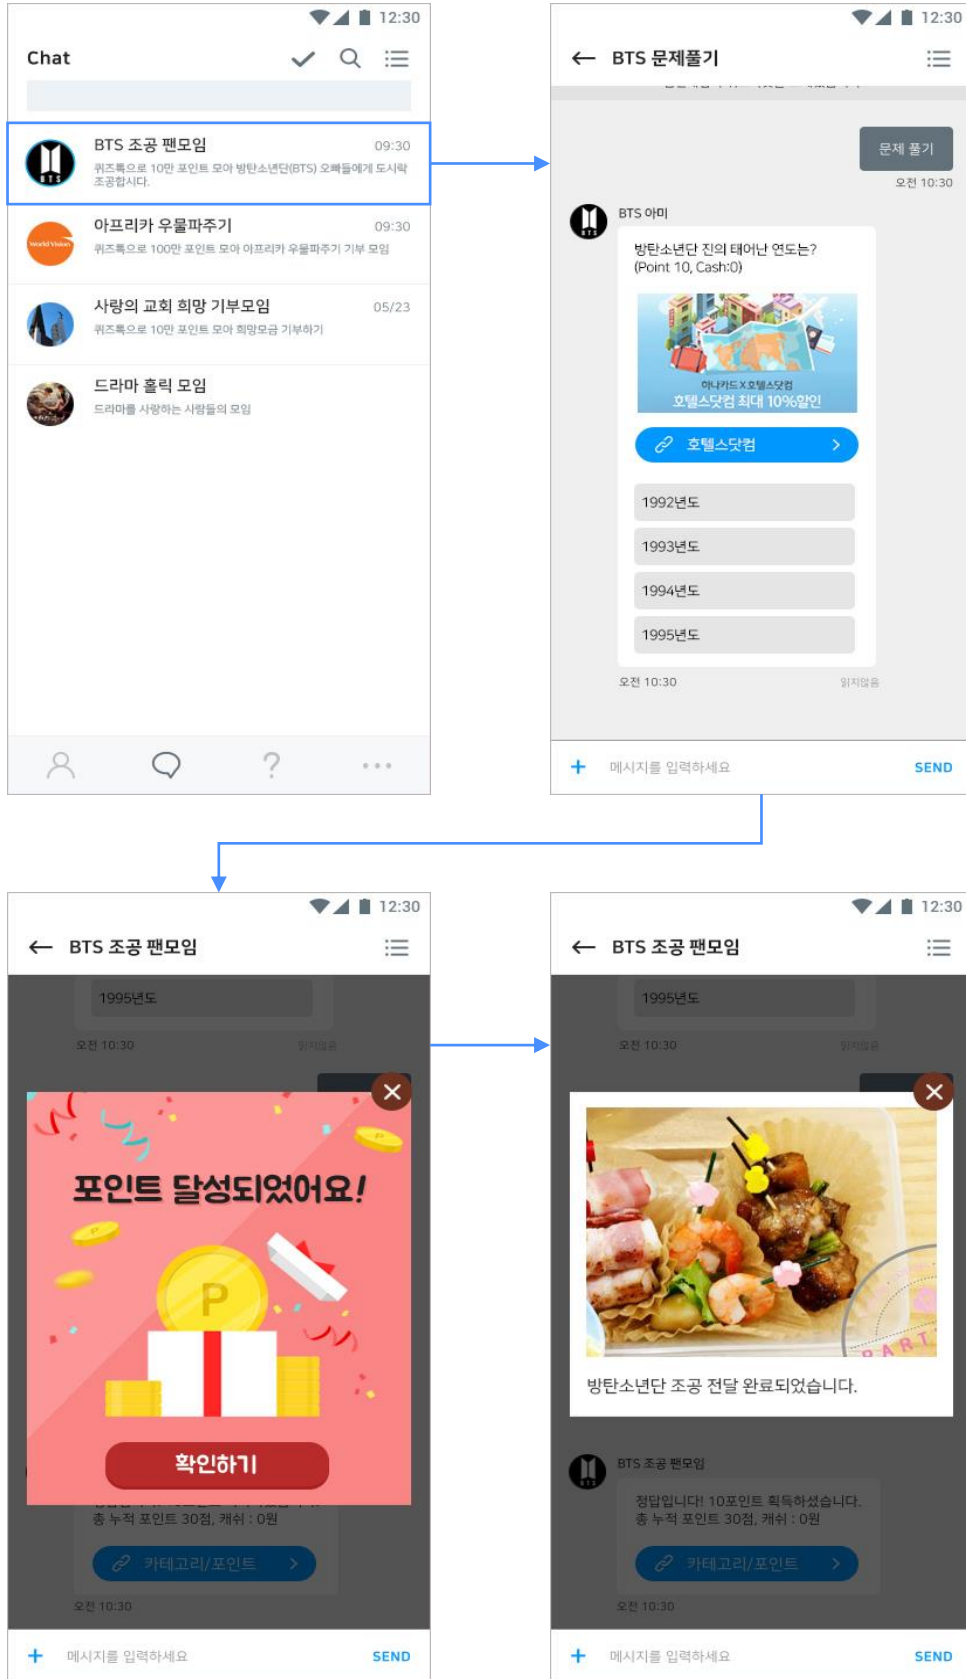 12:30
Chat
BTS 조공 팬모임
09:30
퀴즈톡으로 10만 포인트 모아 방탄소년단(BTS) 오빠들에게 도시락
조공합시다.
BTS
아프리카 우물파주기
09:30
퀴즈톡으로 100만 포인트 모아 아프리카 우물파주기 기부 모임
World Vision
사랑의 교회 희망 기부모임
05/23
퀴즈톡으로 10만 포인트 모아 희망모금 기부하기
드라마 홀릭 모임
드라마를 사랑하는 사람들의 모임
12:30
BTS 문제풀기
문제 풀기
오전 10:30
BTS 아미
BTS
방탄소년단 진의 태어난 연도는?
(Point 10, Cash:0)
하나카드 X 호텔스닷컴
호텔스닷컴 최대 10%할인
호텔스닷컴
1992년도
1993년도
1994년도
1995년도
오전 10:30
읽지않음
메시지를 입력하세요
SEND
12:30
BTS 조공 팬모임
1995년도
오전 10:30
읽지않음
포인트 달성되었어요!
P
확인하기
총 누적 포인트 30점, 캐쉬 : 0원
카테고리/포인트
오전 10:30
메시지를 입력하세요
SEND
12:30
BTS 조공 팬모임
1995년도
오전 10:30
읽지않음
PART
방탄소년단 조공 전달 완료되었습니다.
BTS 조공 팬모임
BTS
정답입니다! 10포인트 획득하셨습니다.
총 누적 포인트 30점, 캐쉬 : 0원
카테고리/포인트
오전 10:30
메시지를 입력하세요
SEND